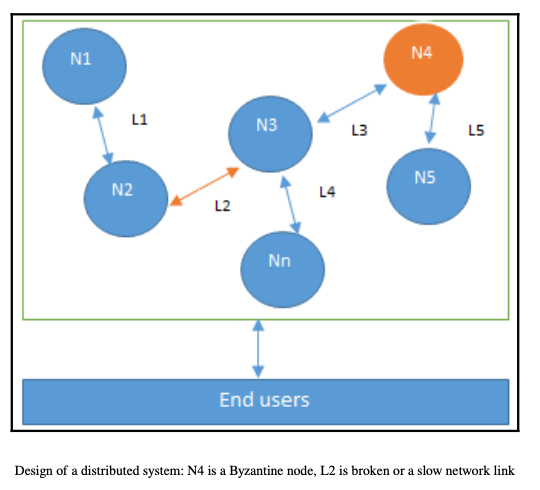 N1
N4
L1
N3
L3
L5
N2
N5
L2
L4
Nn
End users
Design of a distributed system: N4 is a Byzantine node, L2 is broken or a slow network link